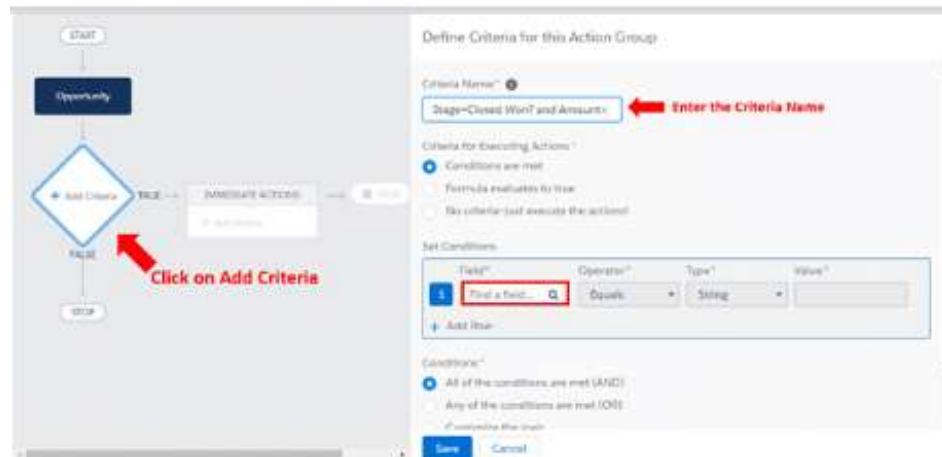 START
Opportunity
+ Add Criteria
TRUE
IMMEDIATE ACTIONS
FALSE
Click on Add Criteria
STOP
Define Criteria for this Action Group
Criteria Name*
Stage=Closed Won? and Amount>
Enter the Criteria Name
Criteria for Executing Actions*
Conditions are met
Formula evaluates to true
No criteria-just execute the actions!
Set Conditions
Field* Operator* Type* Value*
1 Find a field... Equals String
+ Add Row
Conditions*
All of the conditions are met (AND)
Any of the conditions are met (OR)
Customize the logic
Save Cancel